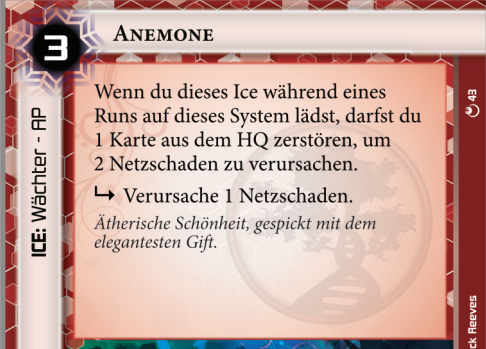 3
ANEMONE
ICE: Wächter - AP
Wenn du dieses Ice während eines
Runs auf dieses System lädst, darfst du
1 Karte aus dem HQ zerstören, um
2 Netzschaden zu verursachen.
↳ Verursache 1 Netzschaden.
Ätherische Schönheit, gespickt mit dem
elegantesten Gift.
43
Reeves